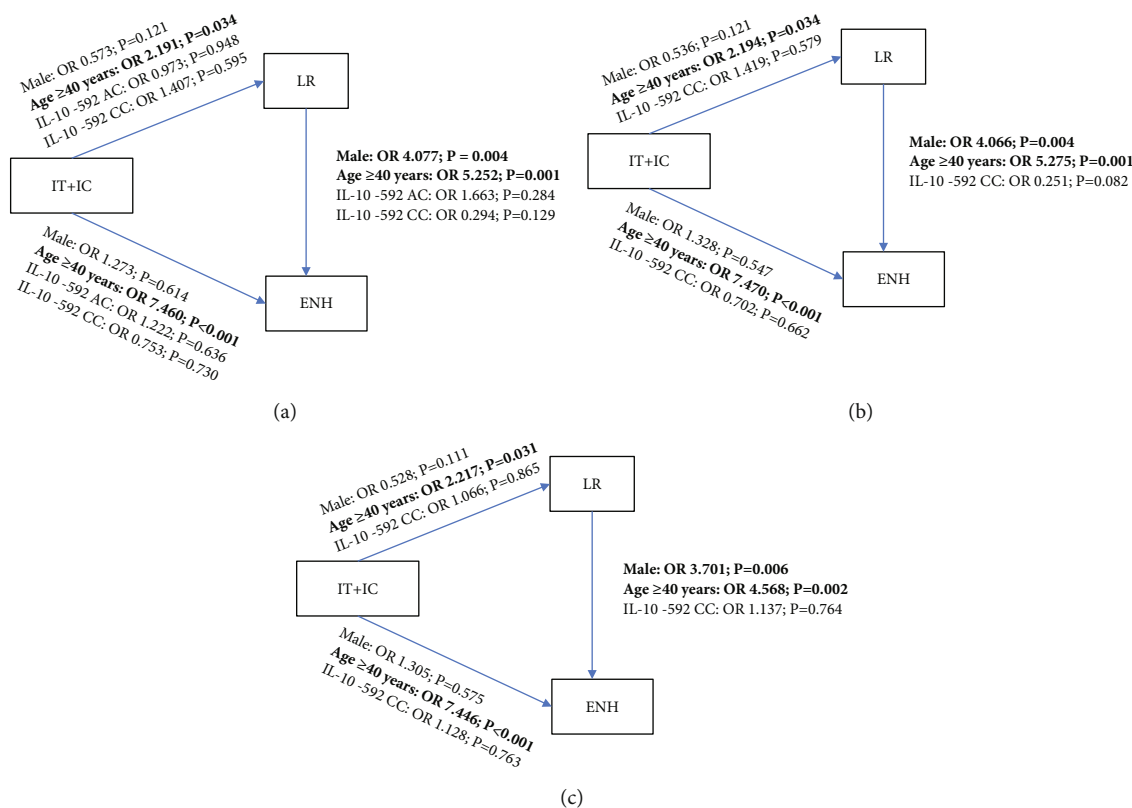 Male: OR 0.573; P=0.121
Age ≥40 years: OR 2.191; P=0.034
IL-10 -592 AC: OR 0.973; P=0.948
IL-10 -592 CC: OR 1.407; P=0.595
LR
IT+IC
Male: OR 4.077; P = 0.004
Age ≥40 years: OR 5.252; P=0.001
IL-10 -592 AC: OR 1.663; P=0.284
IL-10 -592 CC: OR 0.294; P=0.129
Male: OR 1.273; P=0.614
Age ≥40 years: OR 7.460; P<0.001
IL-10 -592 AC: OR 1.222; P=0.636
IL-10 -592 CC: OR 0.753; P=0.730
ENH
(a)
Male: OR 0.536; P=0.121
Age ≥40 years: OR 2.194; P=0.034
IL-10 -592 CC: OR 1.419; P=0.579
LR
IT+IC
Male: OR 4.066; P=0.004
Age ≥40 years: OR 5.275; P=0.001
IL-10 -592 CC: OR 0.251; P=0.082
Male: OR 1.328; P=0.547
Age ≥40 years: OR 7.470; P<0.001
IL-10 -592 CC: OR 0.702; P=0.662
ENH
(b)
Male: OR 0.528; P=0.111
Age ≥40 years: OR 2.217; P=0.031
IL-10 -592 CC: OR 1.066; P=0.865
LR
IT+IC
Male: OR 3.701; P=0.006
Age ≥40 years: OR 4.568; P=0.002
IL-10 -592 CC: OR 1.137; P=0.764
Male: OR 1.305; P=0.575
Age ≥40 years: OR 7.446; P<0.001
IL-10 -592 CC: OR 1.128; P=0.763
ENH
(c)